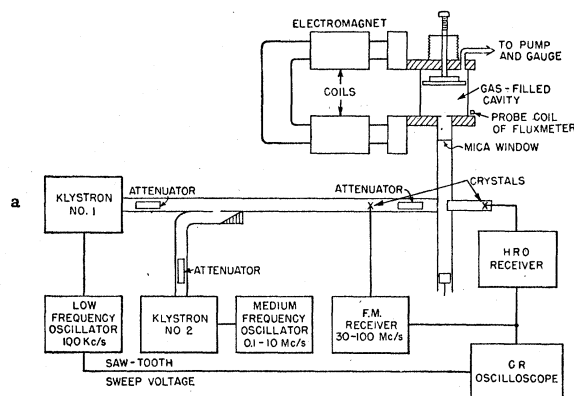 ELECTROMAGNET
TO PUMP
AND GAUGE
COILS
GAS-FILLED
CAVITY
PROBE COIL
OF FLUXMETER
MICA WINDOW
a
KLYSTRON
NO. 1
ATTENUATOR
ATTENUATOR
CRYSTALS
ATTENUATOR
HRO
RECEIVER
LOW
FREQUENCY
OSCILLATOR
100 Kc/s
KLYSTRON
NO 2
MEDIUM
FREQUENCY
OSCILLATOR
0.1-10 Mc/s
F.M.
RECEIVER
30-100 Mc/s
SAW-TOOTH
SWEEP VOLTAGE
C R
OSCILLOSCOPE